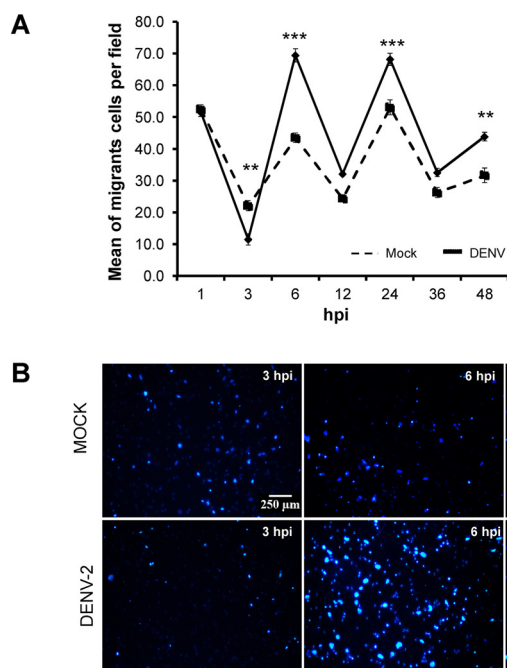 A
Mean of migrants cells per field
80.0
70.0
60.0
50.0
40.0
30.0
20.0
10.0
0.0
**
***
***
**
Mock
DENV
1 3 6 12 24 36 48
hpi
B
MOCK
3 hpi
250 µm
6 hpi
DENV-2
3 hpi
6 hpi